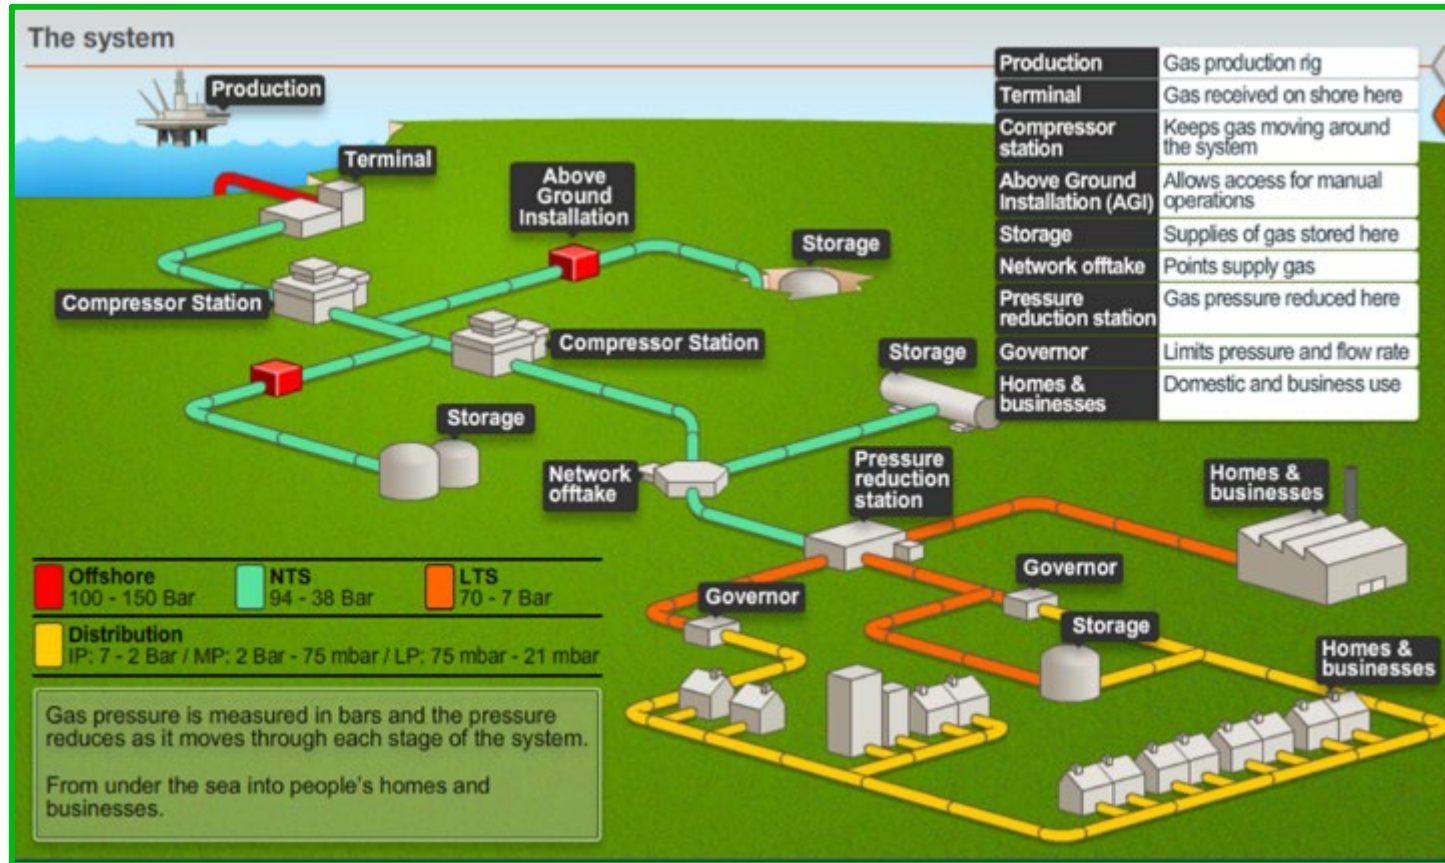 The system
Production
Terminal
Above
Ground
Installation
Storage
Compressor Station
Compressor Station
Storage
Storage
Network
offtake
Pressure
reduction
station
Homes &
businesses
Governor
Governor
Storage
Homes &
businesses
Production Gas production rig
Terminal Gas received on shore here
Compressor
station
Keeps gas moving around
the system
Above Ground
Installation (AGI)
Allows access for manual
operations
Storage Supplies of gas stored here
Network offtake Points supply gas
Pressure
reduction station
Gas pressure reduced here
Governor Limits pressure and flow rate
Homes &
businesses
Domestic and business use
Offshore
100 - 150 Bar
NTS
94 - 38 Bar
LTS
70 - 7 Bar
Distribution
IP: 7 - 2 Bar / MP: 2 Bar - 75 mbar / LP: 75 mbar - 21 mbar
Gas pressure is measured in bars and the pressure
reduces as it moves through each stage of the system.
From under the sea into people's homes and
businesses.